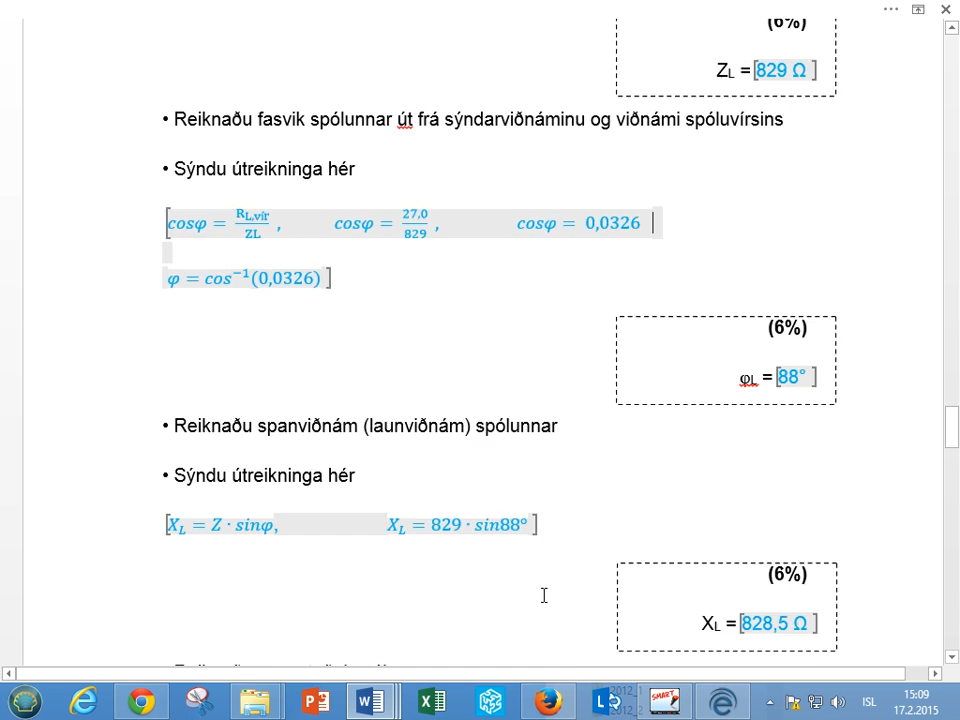 (6%)
ZL = [829 Ω ]
• Reiknaðu fasvik spólunnar út frá sýndarviðnáminu og viðnámi spóluvírsins
• Sýndu útreikninga hér
[cosφ = RL,vír/ZL , cosφ = 27,0/829 , cosφ = 0,0326
φ = cos⁻¹(0,0326) ]
(6%)
φL = [88° ]
• Reiknaðu spanviðnám (launviðnám) spólunnar
• Sýndu útreikninga hér
[XL = Z · sinφ, XL = 829 · sin88° ]
(6%)
XL = [828,5 Ω ]
ISL
15:09
17.2.2015